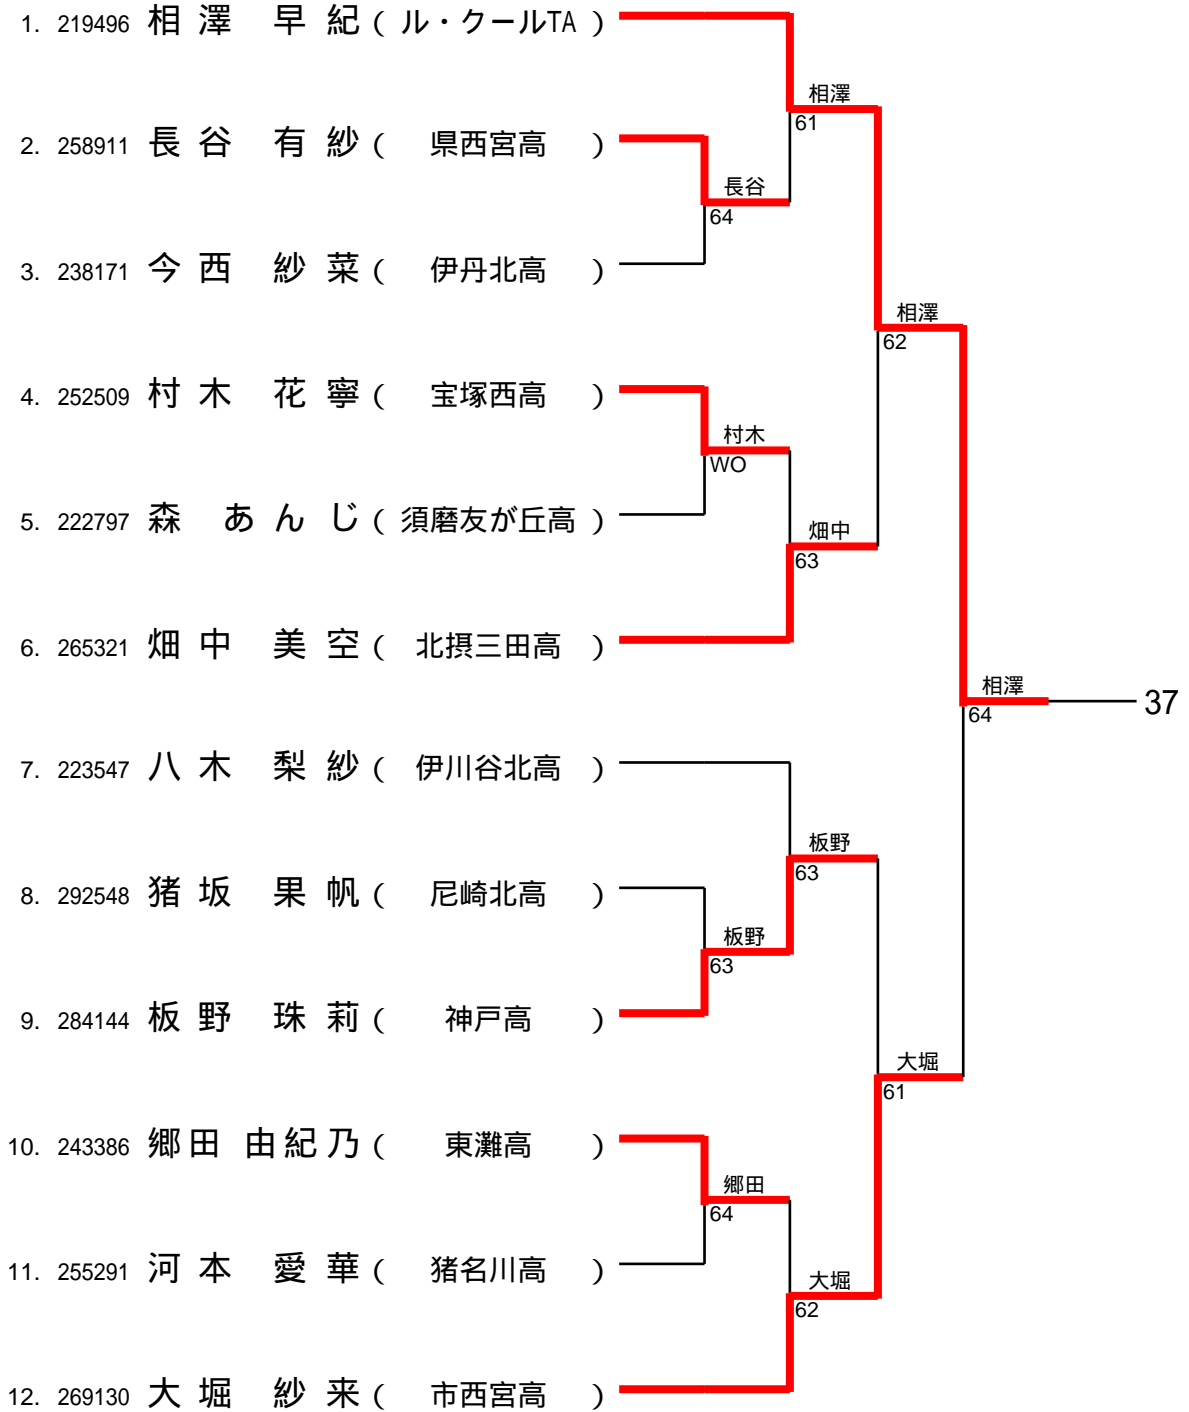 1. 219496 相澤 早紀 ( ル・クールTA )
相澤
61
2. 258911 長谷 有紗 ( 県西宮高 )
長谷
64
3. 238171 今西 紗菜 ( 伊丹北高 )
相澤
62
4. 252509 村木 花寧 ( 宝塚西高 )
村木
WO
5. 222797 森 あんじ ( 須磨友が丘高 )
畑中
63
6. 265321 畑中 美空 ( 北摂三田高 )
相澤
64
37
7. 223547 八木 梨紗 ( 伊川谷北高 )
板野
63
8. 292548 猪坂 果帆 ( 尼崎北高 )
板野
63
9. 284144 板野 珠莉 ( 神戸高 )
大堀
61
10. 243386 郷田 由紀乃 ( 東灘高 )
郷田
64
11. 255291 河本 愛華 ( 猪名川高 )
大堀
62
12. 269130 大堀 紗来 ( 市西宮高 )